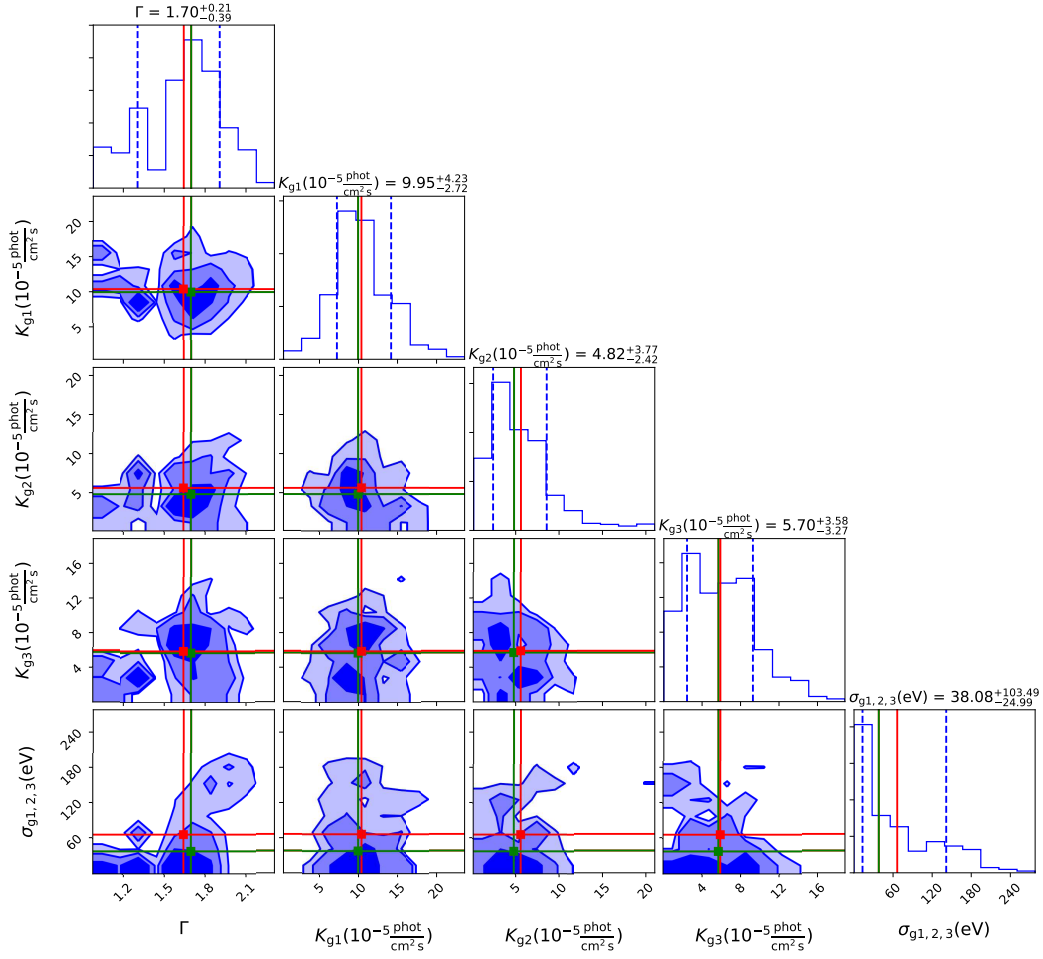 Γ = 1.70+0.21 −0.39
Kg1(10−5 phot/cm2 s) = 9.95+4.23 −2.72
20
15
10
5
Kg1(10−5 phot/cm2 s)
Kg2(10−5 phot/cm2 s) = 4.82+3.77 −2.42
20
15
10
5
Kg2(10−5 phot/cm2 s)
Kg3(10−5 phot/cm2 s) = 5.70+3.58 −3.27
16
12
8
4
Kg3(10−5 phot/cm2 s)
σg1,2,3(eV) = 38.08+103.49 −24.99
240
180
120
60
σg1,2,3(eV)
1.2 1.5 1.8 2.1
5 10 15 20
5 10 15 20
4 8 12 16
60 120 180 240
Γ
Kg1(10−5 phot/cm2 s)
Kg2(10−5 phot/cm2 s)
Kg3(10−5 phot/cm2 s)
σg1,2,3(eV)